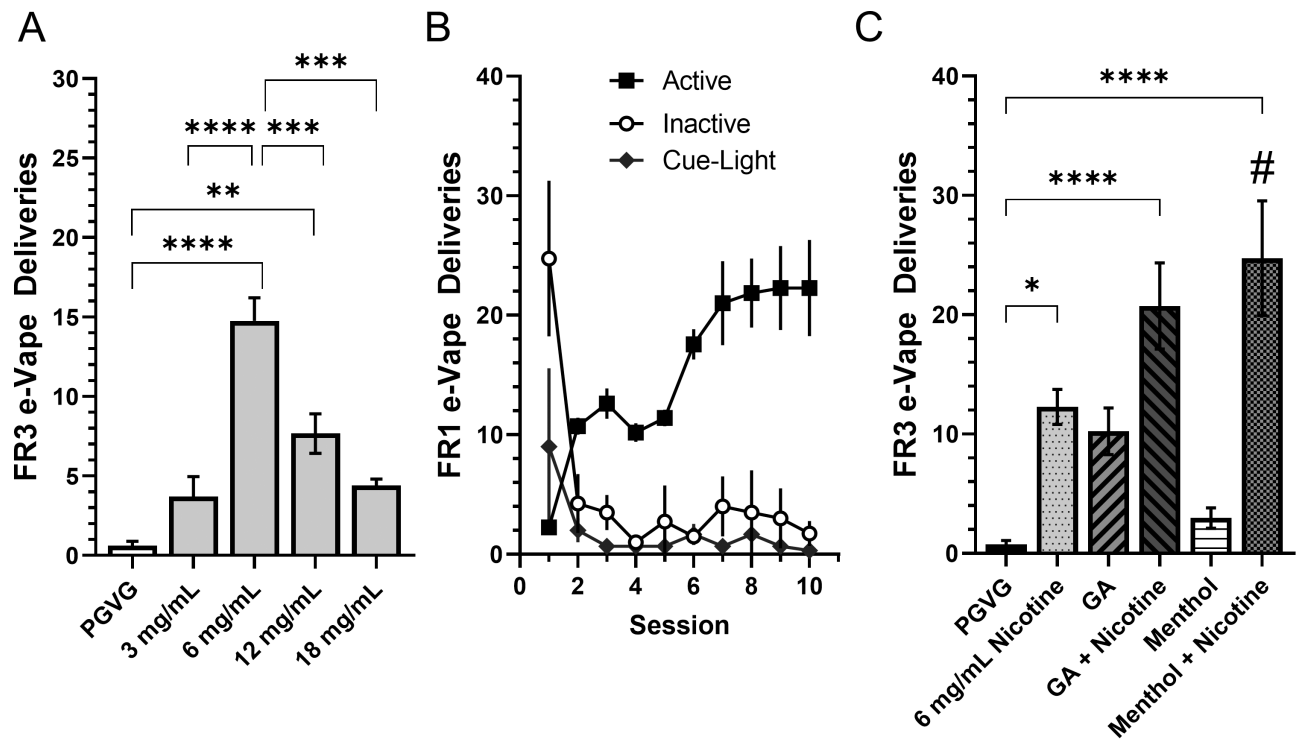 A
FR3 e-Vape Deliveries
30
25
20
15
10
5
0
***
**** ***
**
****
PGVG
3 mg/mL
6 mg/mL
12 mg/mL
18 mg/mL
B
FR1 e-Vape Deliveries
40
30
20
10
0
Active
Inactive
Cue-Light
0 2 4 6 8 10
Session
C
FR3 e-Vape Deliveries
40
30
20
10
0
****
****
#
*
PGVG
6 mg/mL Nicotine
GA
GA + Nicotine
Menthol
Menthol + Nicotine